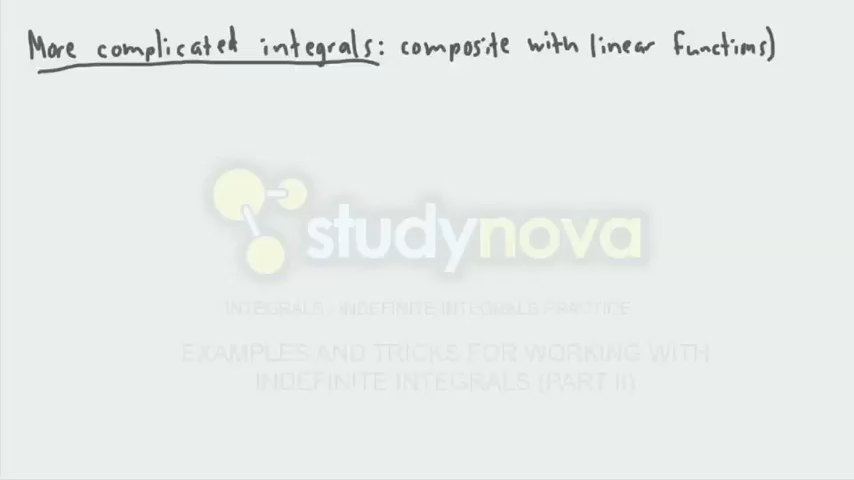 More complicated integrals: composite with linear functions)
studynova
INTEGRALS - INDEFINITE INTEGRALS PRACTICE
EXAMPLES AND TRICKS FOR WORKING WITH
INDEFINITE INTEGRALS (PART II)